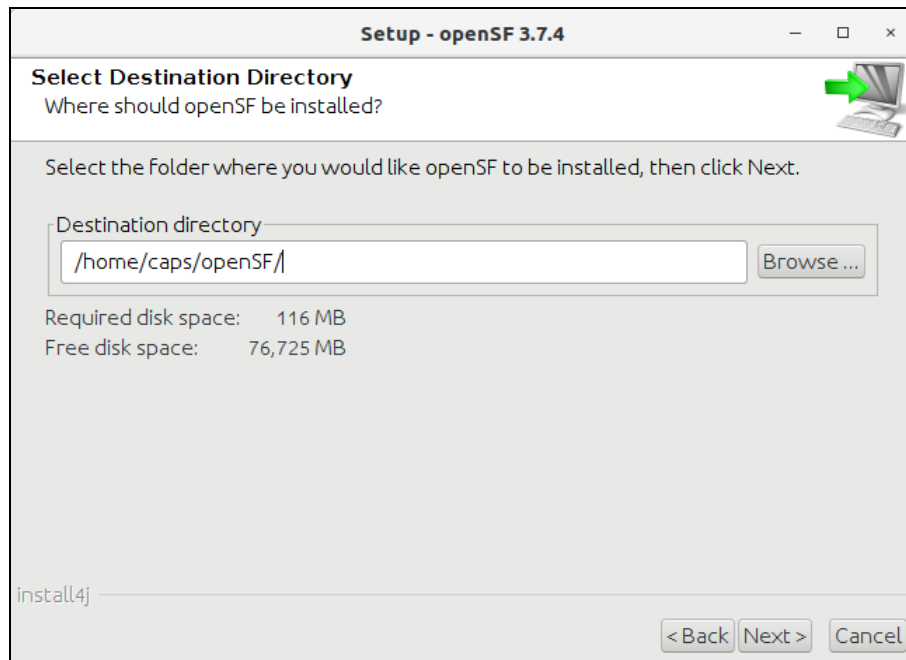 Setup - openSF 3.7.4
Select Destination Directory
Where should openSF be installed?
Select the folder where you would like openSF to be installed, then click Next.
Destination directory
/home/caps/openSF/
Browse ...
Required disk space: 116 MB
Free disk space: 76,725 MB
install4j
< Back Next > Cancel